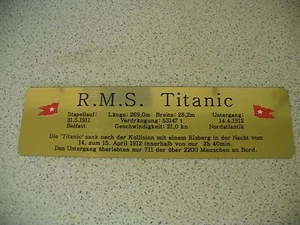 R.M.S. Titanic
Stapellauf: Länge: 269,0m Breite: 28,2m Untergang:
31.5.1911 Verdrängung: 53147 t 14.4.1912
Belfast Geschwindigkeit: 21,0 kn Nordatlantik
Die 'Titanic' sank nach der Kollision mit einem Eisberg in der Nacht vom
14. zum 15. April 1912 innerhalb von nur 2h 40min.
Den Untergang überlebten nur 711 der über 2200 Menschen an Bord.